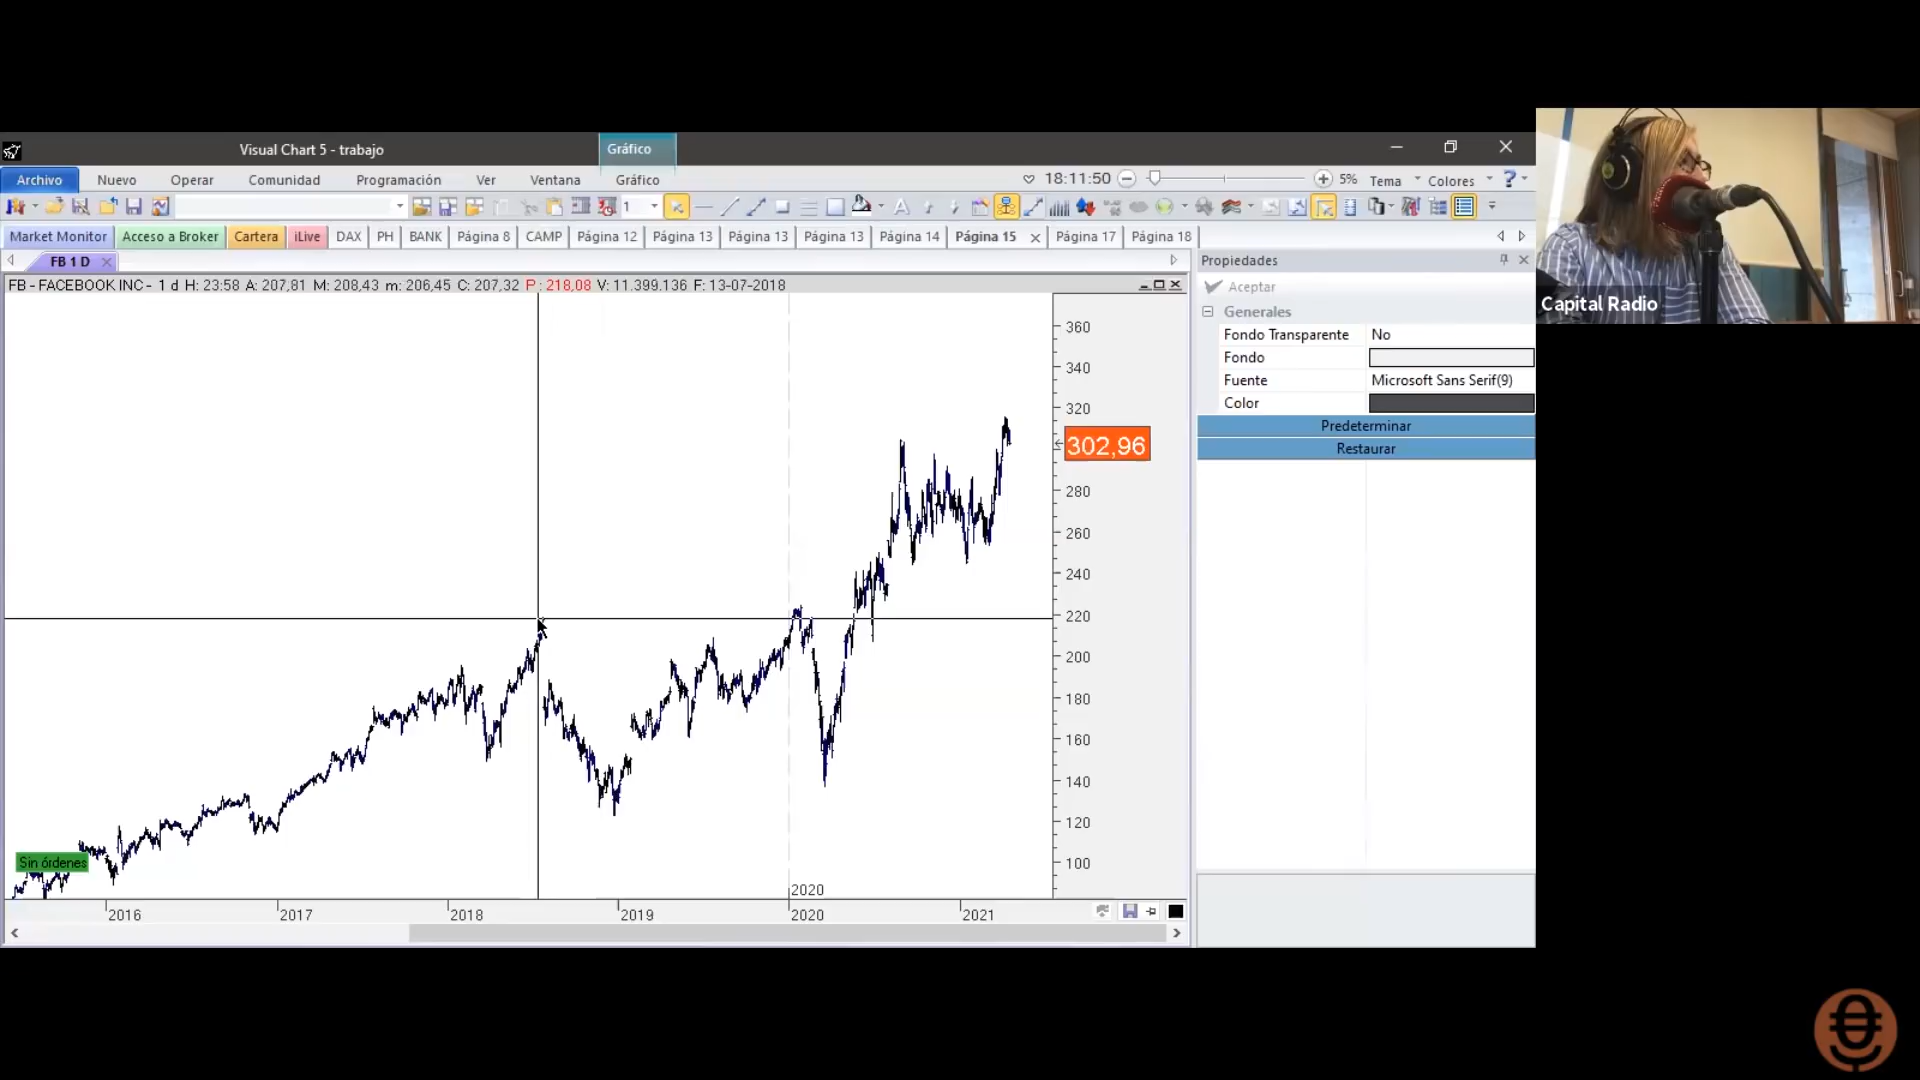 Visual Chart 5 - trabajo
Gráfico
Archivo Nuevo Operar Comunidad Programación Ver Ventana Gráfico 18:11:50 5% Tema Colores ?
1 A
Market Monitor Acceso a Broker Cartera iLive DAX PH BANK Página 8 CAMP Página 12 Página 13 Página 13 Página 13 Página 14 Página 15 Página 17 Página 18
FB 1 D
FB - FACEBOOK INC - 1 d H: 23:58 A: 207,81 M: 208,43 m: 206,45 C: 207,32 P : 218,08 V: 11.399.136 F: 13-07-2018
360
340
320
302,96
280
260
240
220
200
180
160
140
120
100
Sin órdenes
2020
2016 2017 2018 2019 2020 2021
Propiedades
Aceptar
Generales
Fondo Transparente No
Fondo
Fuente Microsoft Sans Serif(9)
Color
Predeterminar
Restaurar
Capital Radio